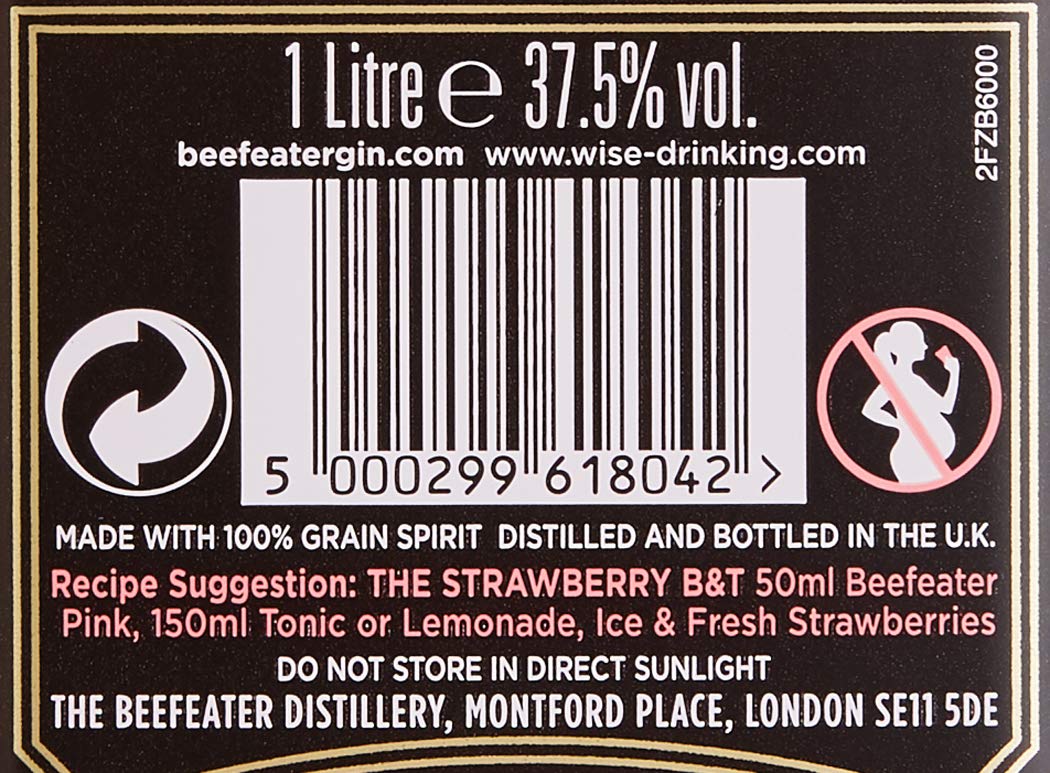 1 Litre ℮ 37.5% vol.
beefeatergin.com www.wise-drinking.com
2FZB6000
5 000299 618042 >
MADE WITH 100% GRAIN SPIRIT DISTILLED AND BOTTLED IN THE U.K.
Recipe Suggestion: THE STRAWBERRY B&T 50ml Beefeater
Pink, 150ml Tonic or Lemonade, Ice & Fresh Strawberries
DO NOT STORE IN DIRECT SUNLIGHT
THE BEEFEATER DISTILLERY, MONTFORD PLACE, LONDON SE11 5DE